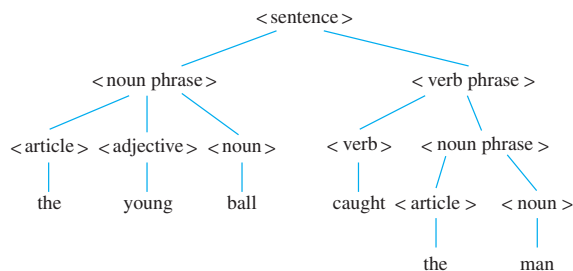 <sentence>
<noun phrase> <verb phrase>
<article> <adjective> <noun> <verb> <noun phrase>
the young ball caught <article> <noun>
the man